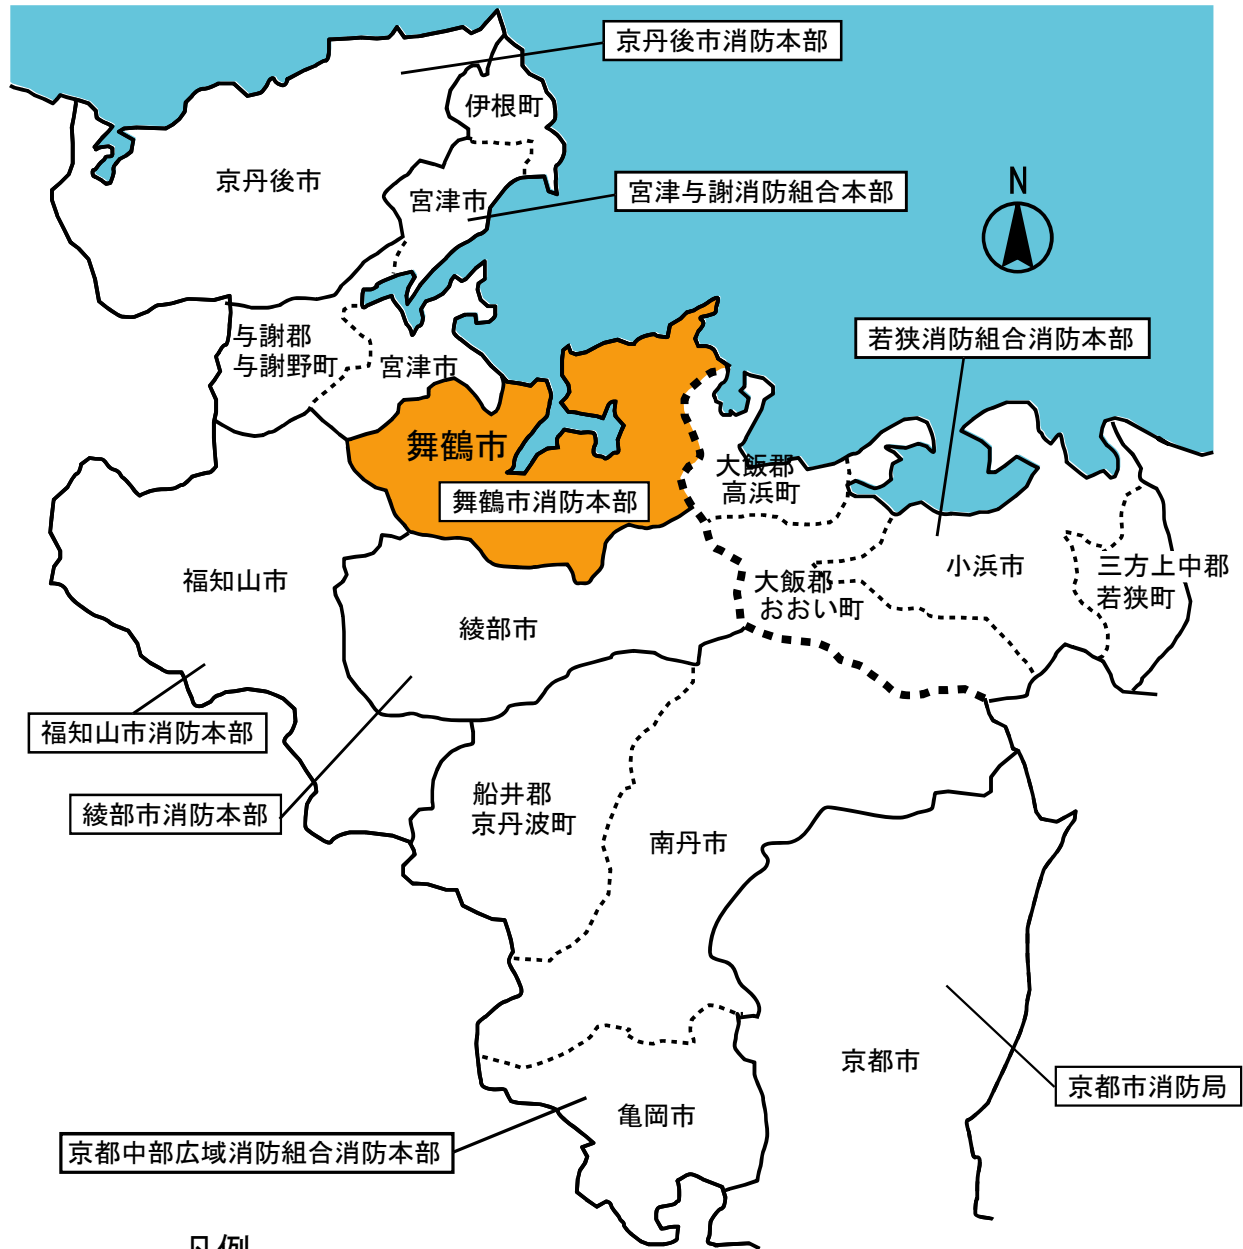 京丹後市消防本部
伊根町
京丹後市
宮津市
宮津与謝消防組合本部
N
与謝郡
与謝野町
宮津市
若狭消防組合消防本部
舞鶴市
大飯郡
高浜町
舞鶴市消防本部
小浜市
三方上中郡
若狭町
福知山市
大飯郡
おおい町
綾部市
福知山市消防本部
綾部市消防本部
船井郡
京丹波町
南丹市
京都市
京都市消防局
亀岡市
京都中部広域消防組合消防本部
凡例